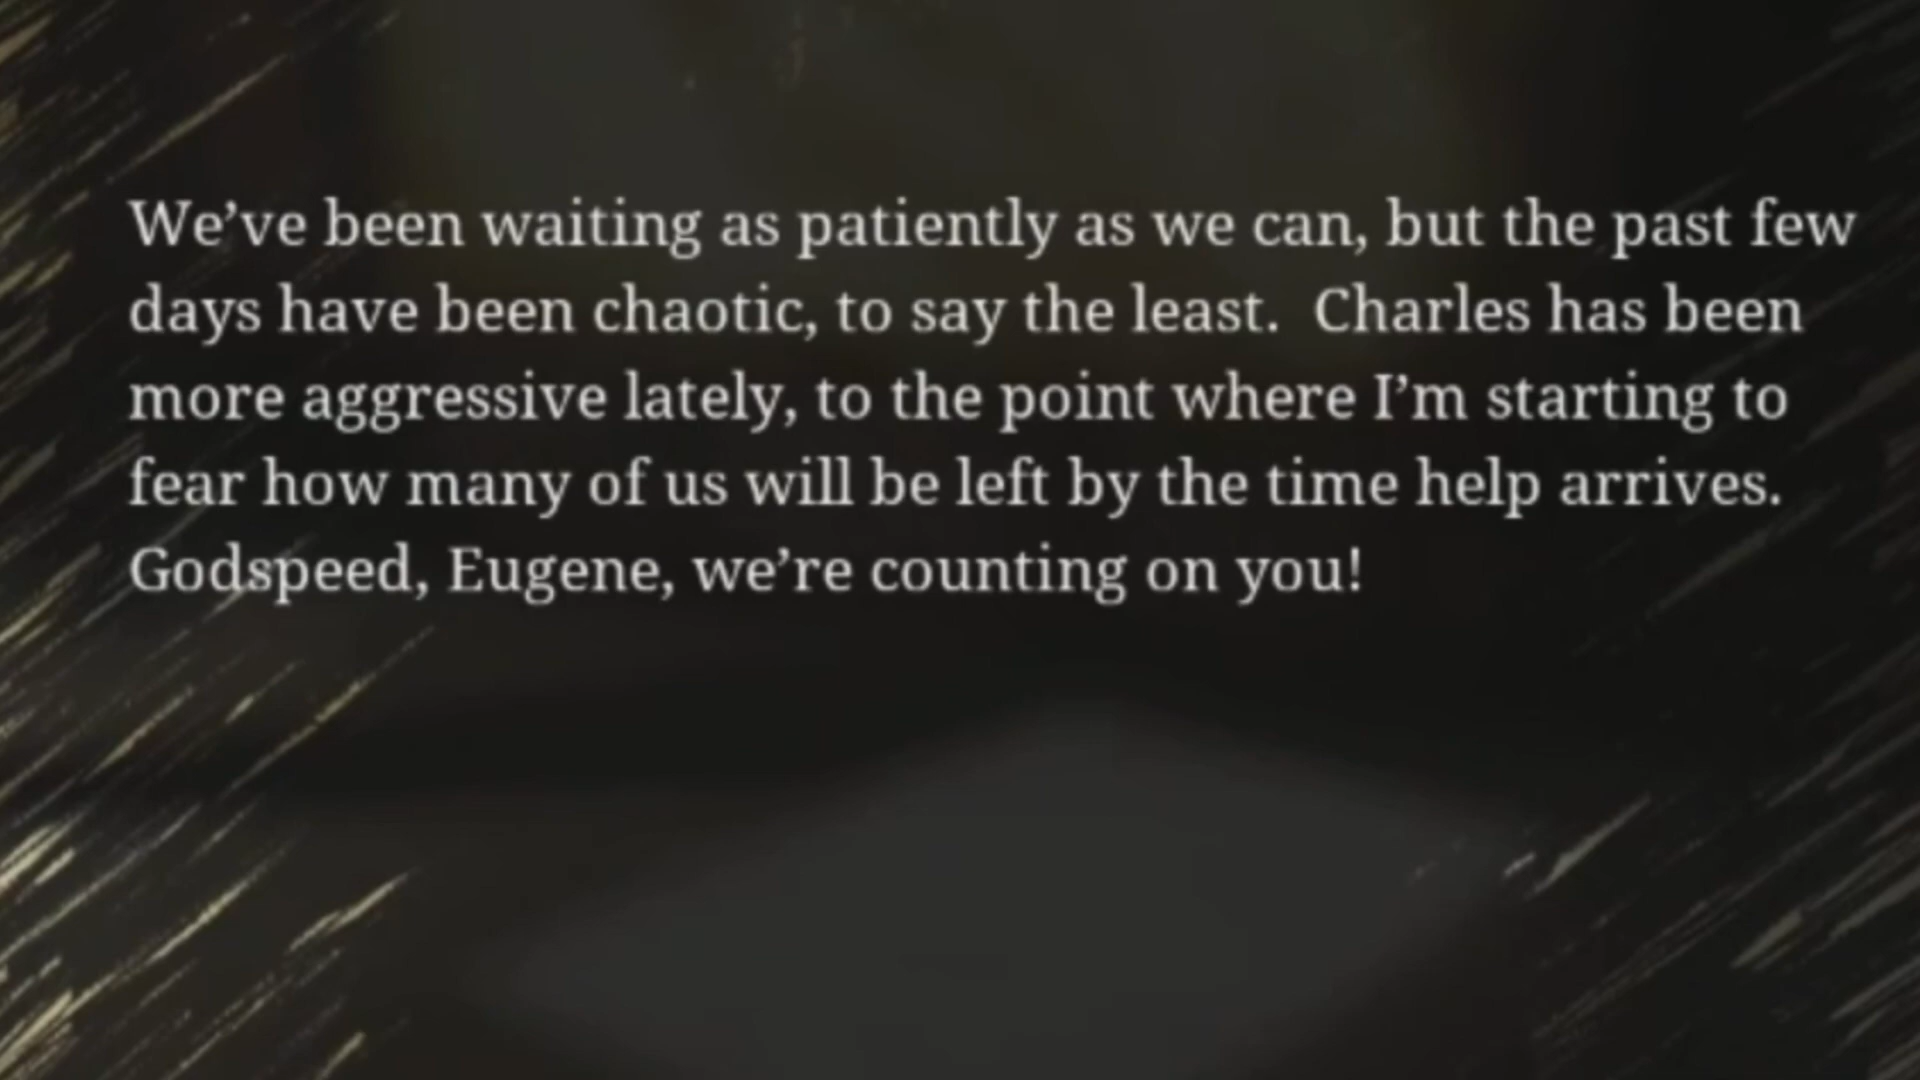 We’ve been waiting as patiently as we can, but the past few
days have been chaotic, to say the least.  Charles has been
more aggressive lately, to the point where I’m starting to
fear how many of us will be left by the time help arrives.
Godspeed, Eugene, we’re counting on you!